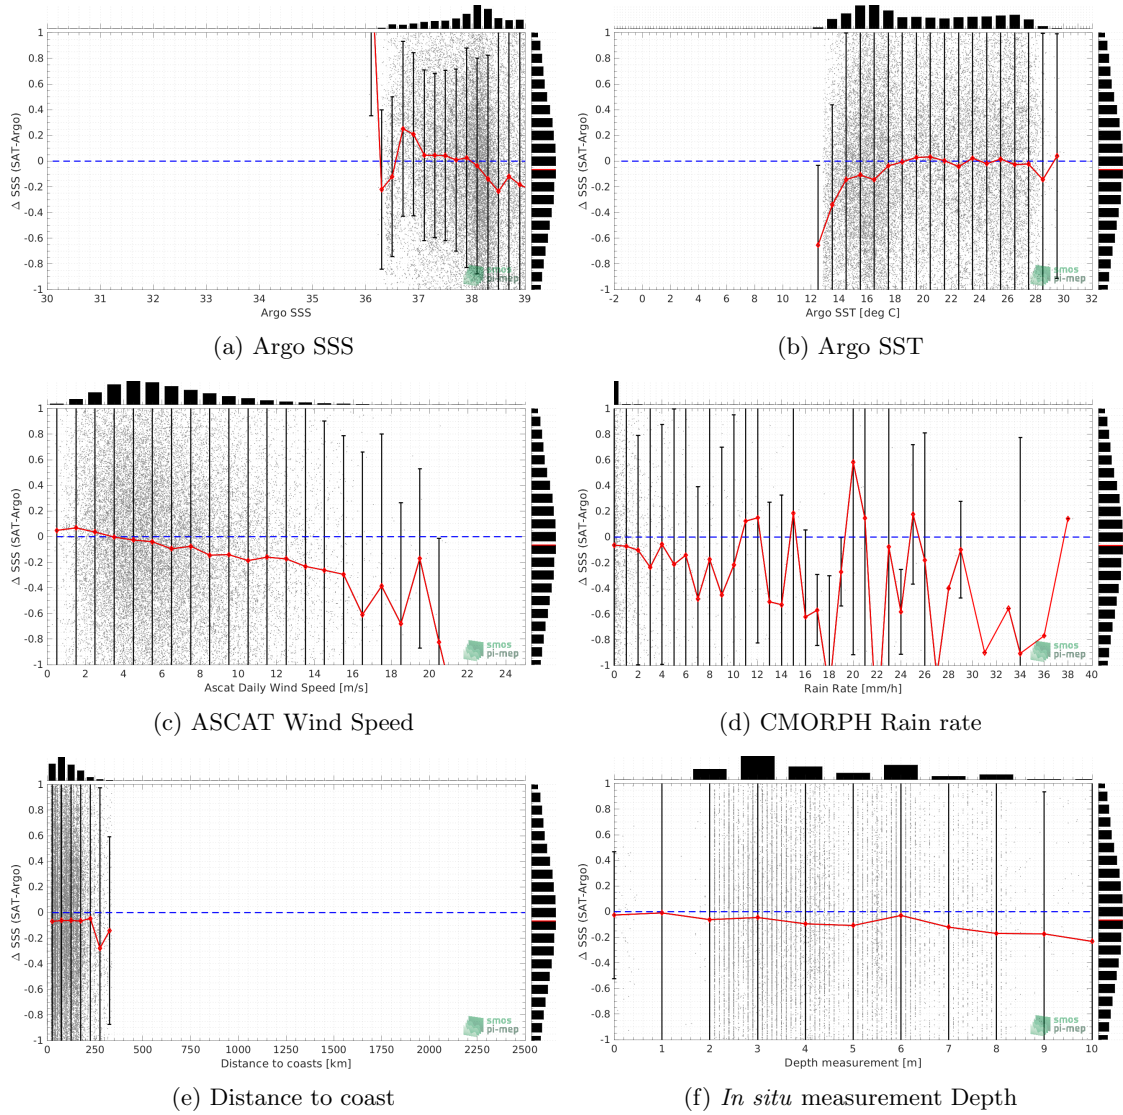 1
0.8
0.6
0.4
0.2
0
-0.2
-0.4
-0.6
-0.8
-1
Δ SSS (SAT-Argo)
30 31 32 33 34 35 36 37 38 39
Argo SSS
smos
pi-mep
(a) Argo SSS
1
0.8
0.6
0.4
0.2
0
-0.2
-0.4
-0.6
-0.8
-1
Δ SSS (SAT-Argo)
-2 0 2 4 6 8 10 12 14 16 18 20 22 24 26 28 30 32
Argo SST [deg C]
smos
pi-mep
(b) Argo SST
1
0.8
0.6
0.4
0.2
0
-0.2
-0.4
-0.6
-0.8
-1
Δ SSS (SAT-Argo)
0 2 4 6 8 10 12 14 16 18 20 22 24
Ascat Daily Wind Speed [m/s]
smos
pi-mep
(c) ASCAT Wind Speed
1
0.8
0.6
0.4
0.2
0
-0.2
-0.4
-0.6
-0.8
-1
Δ SSS (SAT-Argo)
0 2 4 6 8 10 12 14 16 18 20 22 24 26 28 30 32 34 36 38 40
Rain Rate [mm/h]
smos
pi-mep
(d) CMORPH Rain rate
1
0.8
0.6
0.4
0.2
0
-0.2
-0.4
-0.6
-0.8
-1
Δ SSS (SAT-Argo)
0 250 500 750 1000 1250 1500 1750 2000 2250 2500
Distance to coasts [km]
smos
pi-mep
(e) Distance to coast
1
0.8
0.6
0.4
0.2
0
-0.2
-0.4
-0.6
-0.8
-1
Δ SSS (SAT-Argo)
0 1 2 3 4 5 6 7 8 9 10
Depth measurement [m]
smos
pi-mep
(f) In situ measurement Depth